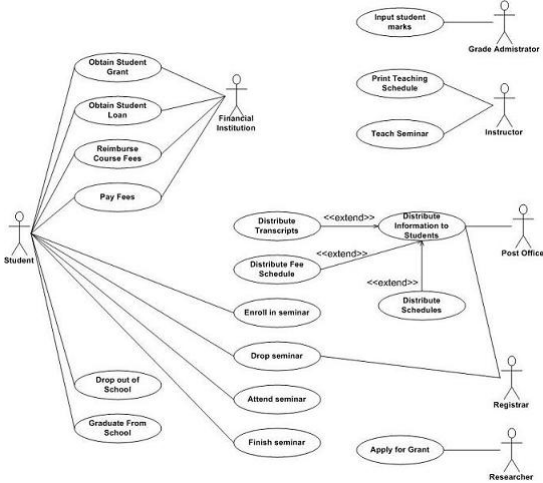 Input student
marks
Grade Admistrator
Obtain Student
Grant
Print Teaching
Schedule
Obtain Student
Loan
Financial
Institution
Teach Seminar
Instructor
Reimburse
Course Fees
Pay Fees
Student
Distribute
Transcripts
<<extend>>
Distribute
Information to
Students
Post Office
Distribute Fee
Schedule
<<extend>>
<<extend>>
Distribute
Schedules
Enroll in seminar
Drop seminar
Registrar
Drop out of
School
Attend seminar
Graduate From
School
Finish seminar
Apply for Grant
Researcher